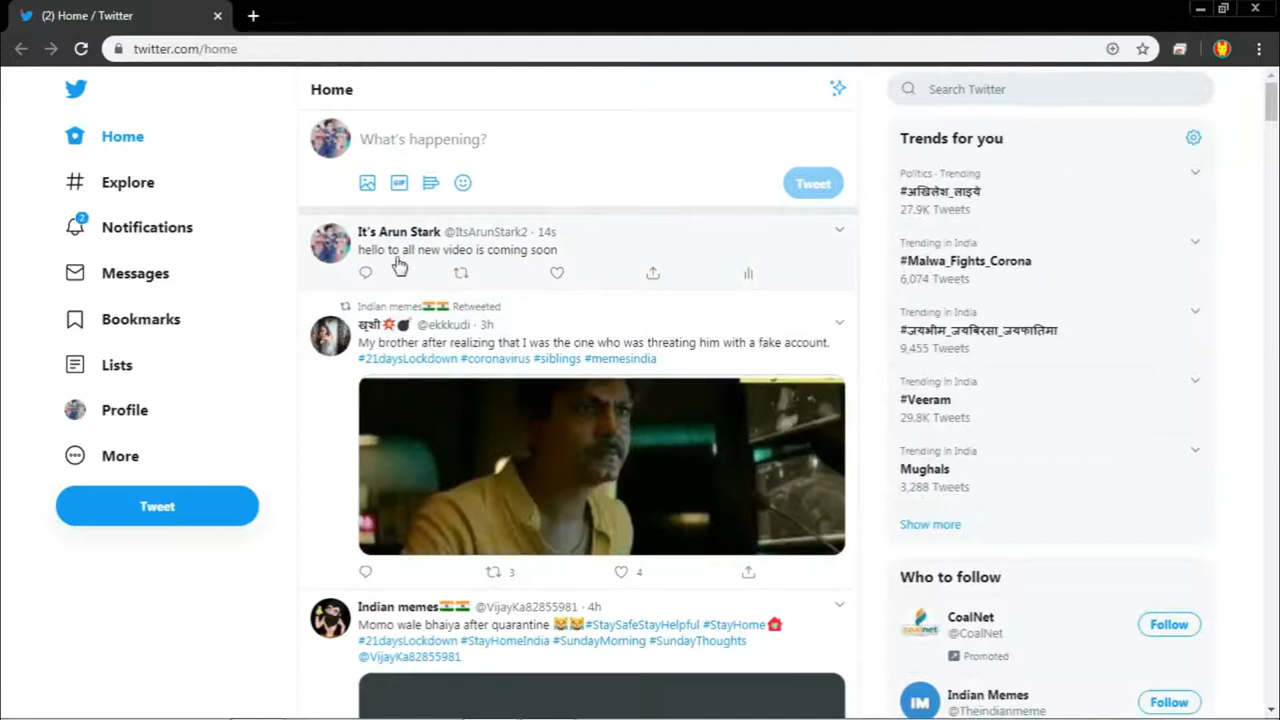 (2) Home / Twitter
twitter.com/home
Home
Explore
2
Notifications
Messages
Bookmarks
Lists
Profile
More
Tweet
Home
What's happening?
GIF
Tweet
It's Arun Stark @ItsArunStark2 · 14s
hello to all new video is coming soon
Indian memes🇮🇳🇮🇳 Retweeted
खुशी💥💣 @ekkkudi · 3h
My brother after realizing that I was the one who was threating him with a fake account.
#21daysLockdown #coronavirus #siblings #memesindia
3
4
Indian memes🇮🇳🇮🇳 @VijayKa82855981 · 4h
Momo wale bhaiya after quarantine 😹😹#StaySafeStayHelpful #StayHome🏠
#21daysLockdown #StayHomeIndia #SundayMorning #SundayThoughts
@VijayKa82855981
Search Twitter
Trends for you
Politics · Trending
#अखिलेश_लाइये
27.9K Tweets
Trending in India
#Malwa_Fights_Corona
6,074 Tweets
Trending in India
#जयभीम_जयबिरसा_जयफातिमा
9,455 Tweets
Trending in India
#Veeram
29.8K Tweets
Trending in India
Mughals
3,288 Tweets
Show more
Who to follow
coalnet
CoalNet
@CoalNet
Follow
Promoted
IM
Indian Memes
@Theindianmeme
Follow